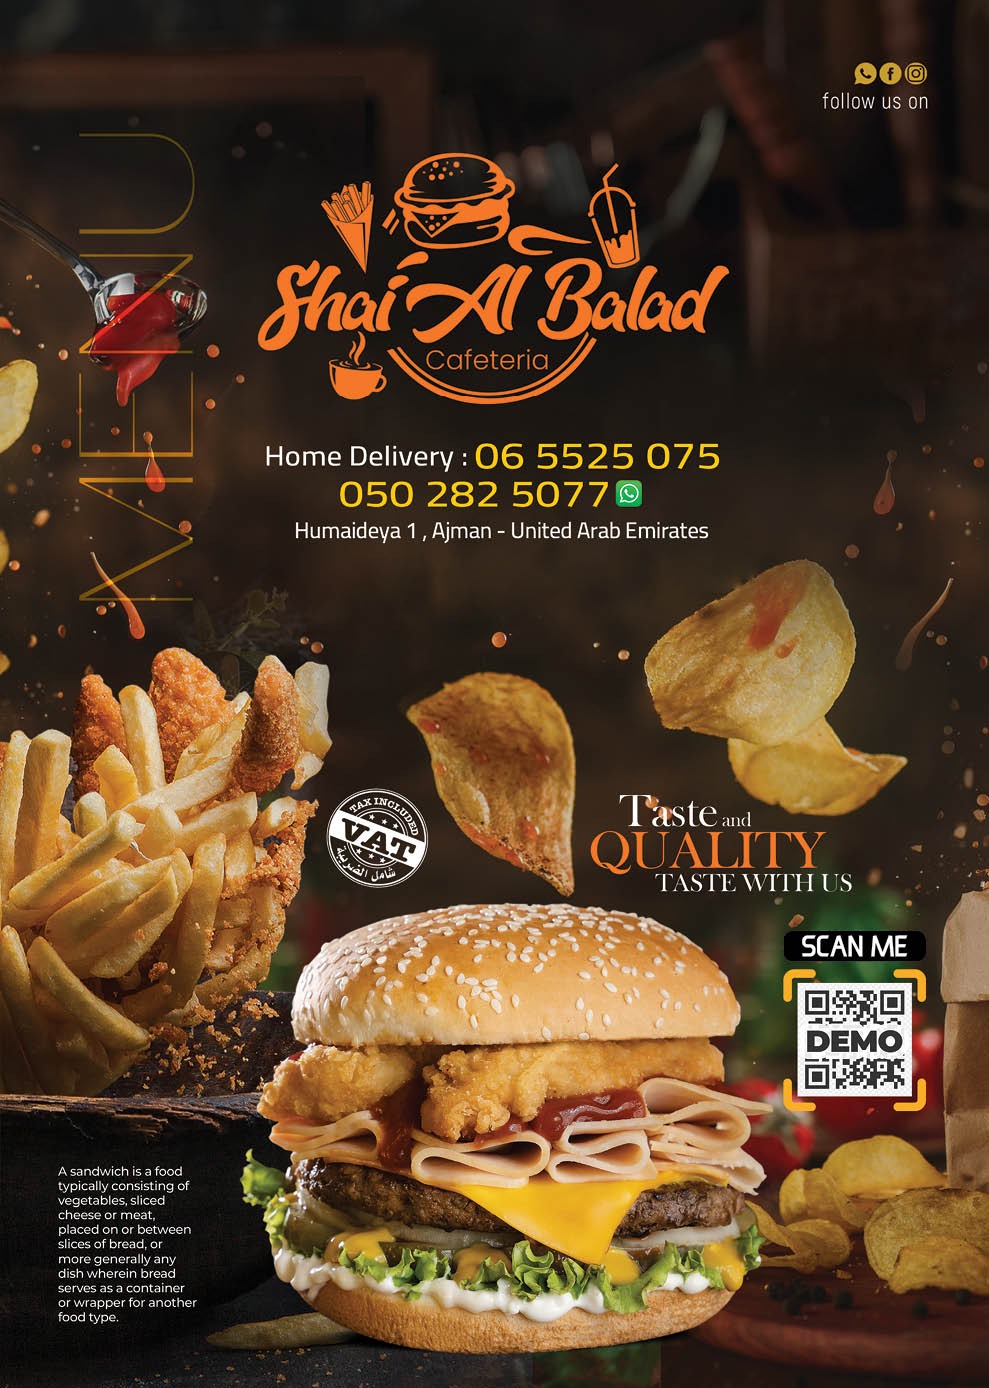 follow us on
MENU
Shai Al Balad
Cafeteria
Home Delivery : 06 5525 075
050 282 5077
Humaideya 1 , Ajman - United Arab Emirates
TAX INCLUDED
VAT
شامل الضريبة
Taste and
QUALITY
TASTE WITH US
SCAN ME
DEMO
A sandwich is a food
typically consisting of
vegetables, sliced
cheese or meat,
placed on or between
slices of bread, or
more generally any
dish wherein bread
serves as a container
or wrapper for another
food type.